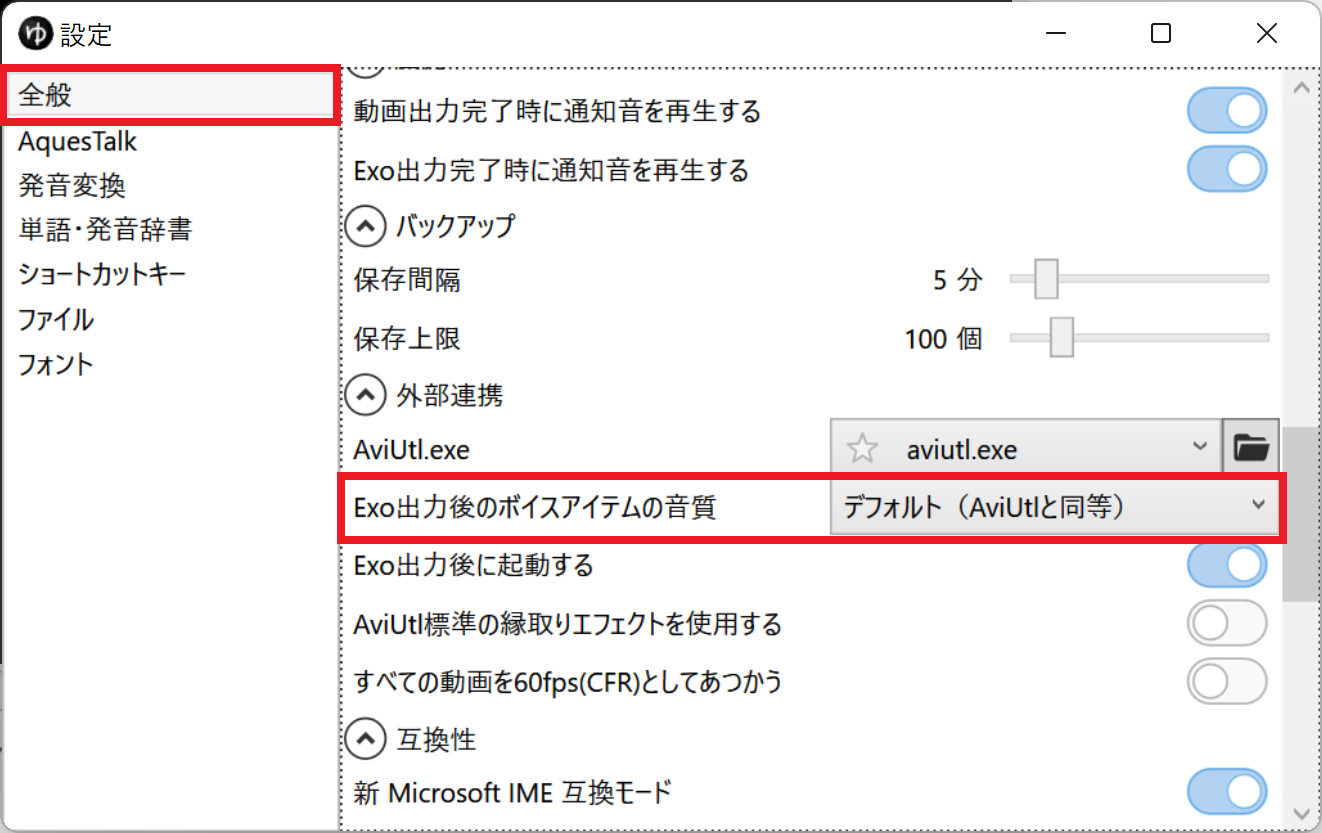 ゆ 設定
全般
AquesTalk
発音変換
単語・発音辞書
ショートカットキー
ファイル
フォント
動画出力完了時に通知音を再生する
Exo出力完了時に通知音を再生する
バックアップ
保存間隔 5 分
保存上限 100 個
外部連携
AviUtl.exe aviutl.exe
Exo出力後のボイスアイテムの音質 デフォルト（AviUtlと同等）
Exo出力後に起動する
AviUtl標準の縁取りエフェクトを使用する
すべての動画を60fps(CFR)としてあつかう
互換性
新 Microsoft IME 互換モード